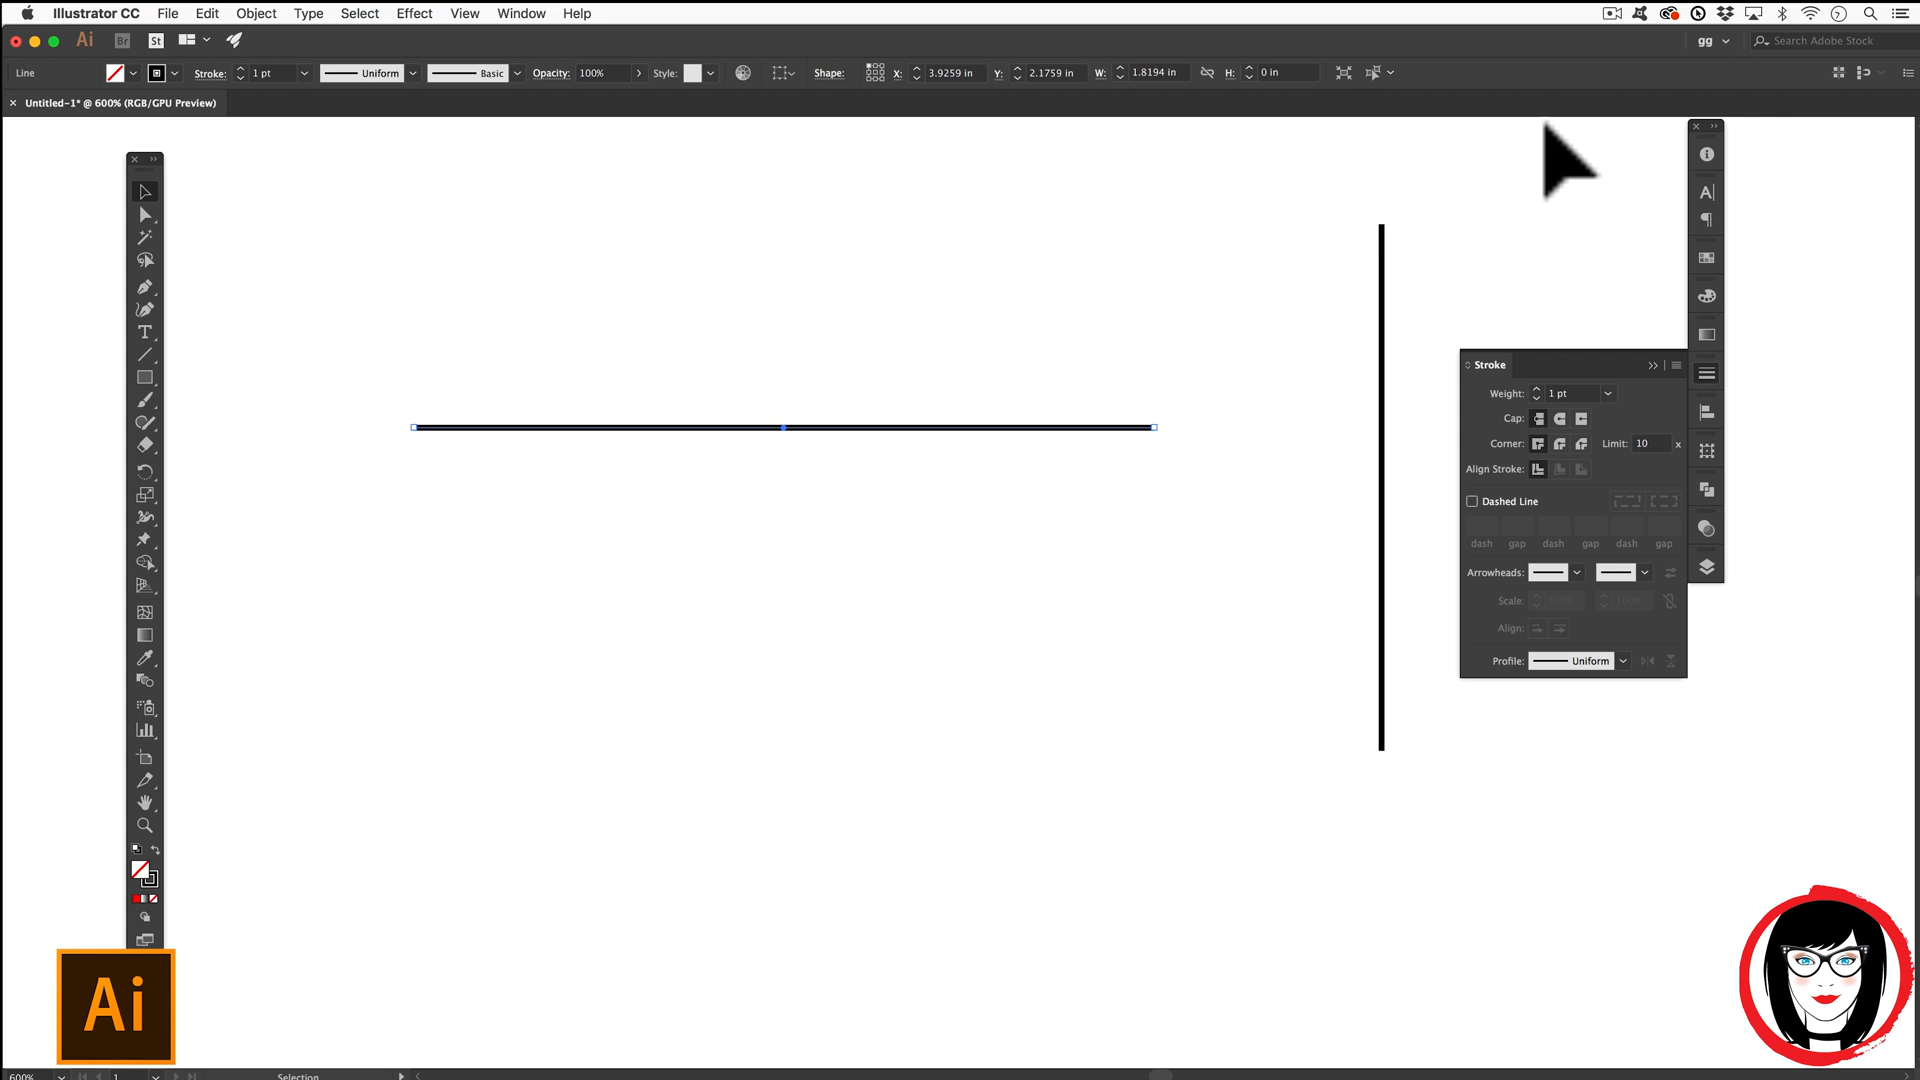 Illustrator CC File Edit Object Type Select Effect View Window Help
Ai Br St gg Search Adobe Stock
Line Stroke: 1 pt Uniform Basic Opacity: 100% Style: Shape: X: 3.9259 in Y: 2.1759 in W: 1.8194 in H: 0 in
× Untitled-1* @ 600% (RGB/GPU Preview)
Stroke
Weight: 1 pt
Cap:
Corner: Limit: 10 x
Align Stroke:
Dashed Line
dash gap dash gap dash gap
Arrowheads:
Scale: 100% 100%
Align:
Profile: Uniform
Ai
600% 1 Selection